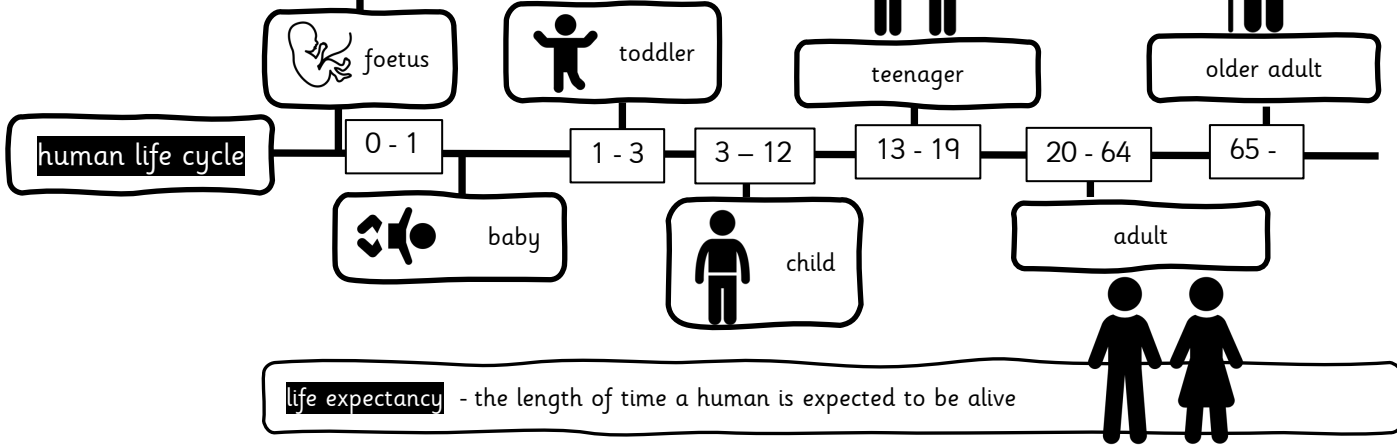 foetus
toddler
teenager
older adult
human life cycle
0 - 1
1 - 3
3 – 12
13 - 19
20 - 64
65 -
baby
child
adult
life expectancy - the length of time a human is expected to be alive